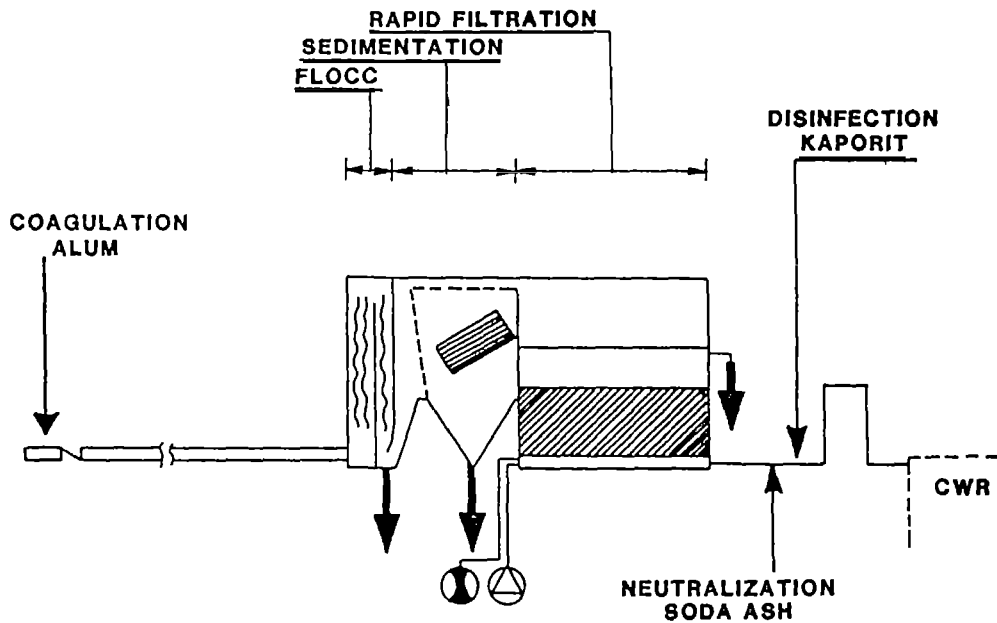 RAPID FILTRATION
SEDIMENTATION
FLOCC
DISINFECTION
KAPORIT
COAGULATION
ALUM
CWR
NEUTRALIZATION
SODA ASH